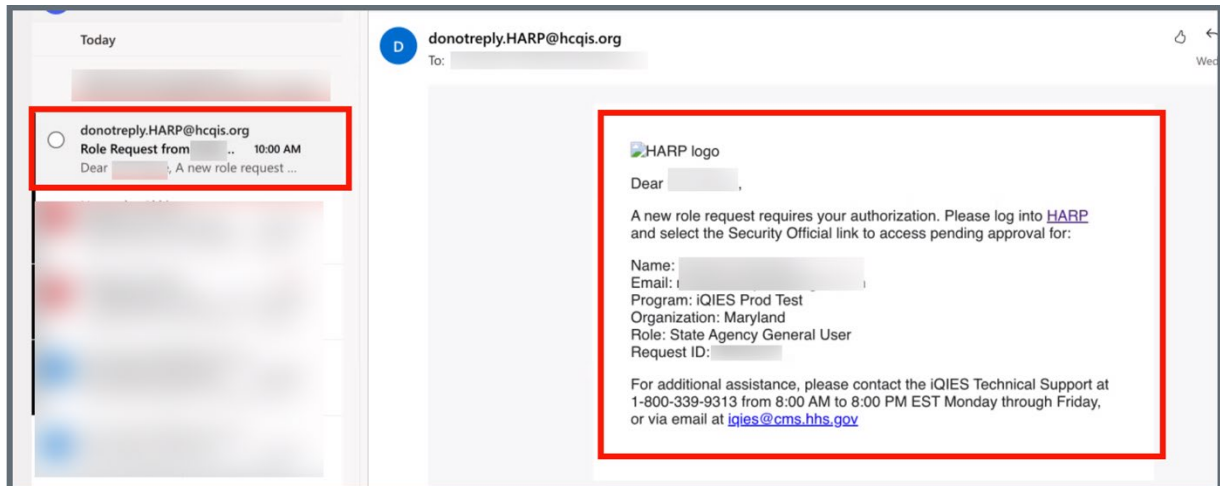 Today
donotreply.HARP@hcqis.org
Role Request from .. 10:00 AM
Dear , A new role request ...
D
donotreply.HARP@hcqis.org
To:
Wed
HARP logo
Dear ,
A new role request requires your authorization. Please log into HARP
and select the Security Official link to access pending approval for:
Name:
Email:
Program: iQIES Prod Test
Organization: Maryland
Role: State Agency General User
Request ID:
For additional assistance, please contact the iQIES Technical Support at
1-800-339-9313 from 8:00 AM to 8:00 PM EST Monday through Friday,
or via email at iqies@cms.hhs.gov